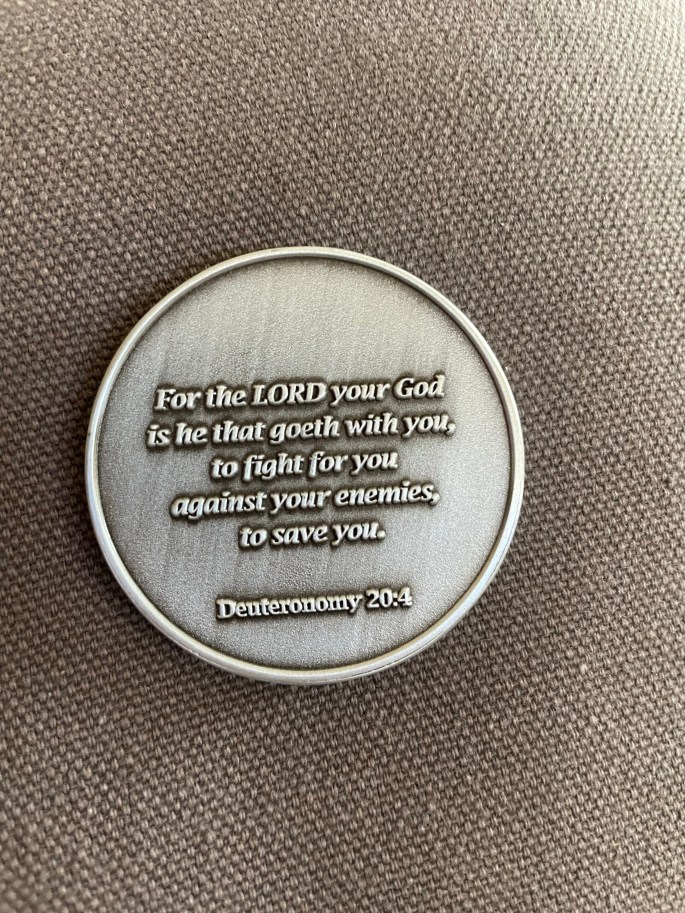 For the LORD your God
is he that goeth with you,
to fight for you
against your enemies,
to save you.
Deuteronomy 20:4